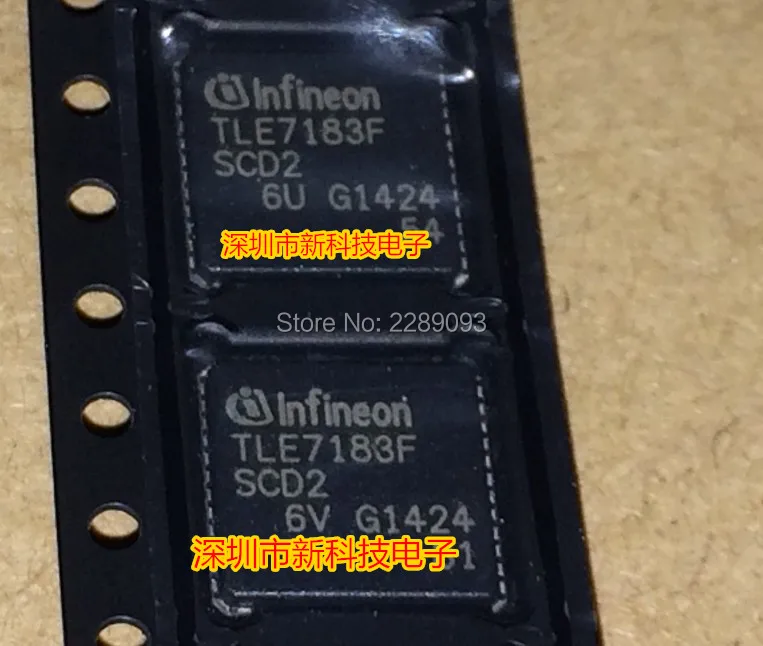 Infineon
TLE7183F
SCD2
6U G1424
54
深圳市新科技电子
Store No: 2289093
Infineon
TLE7183F
SCD2
6V G1424
深圳市新科技电子